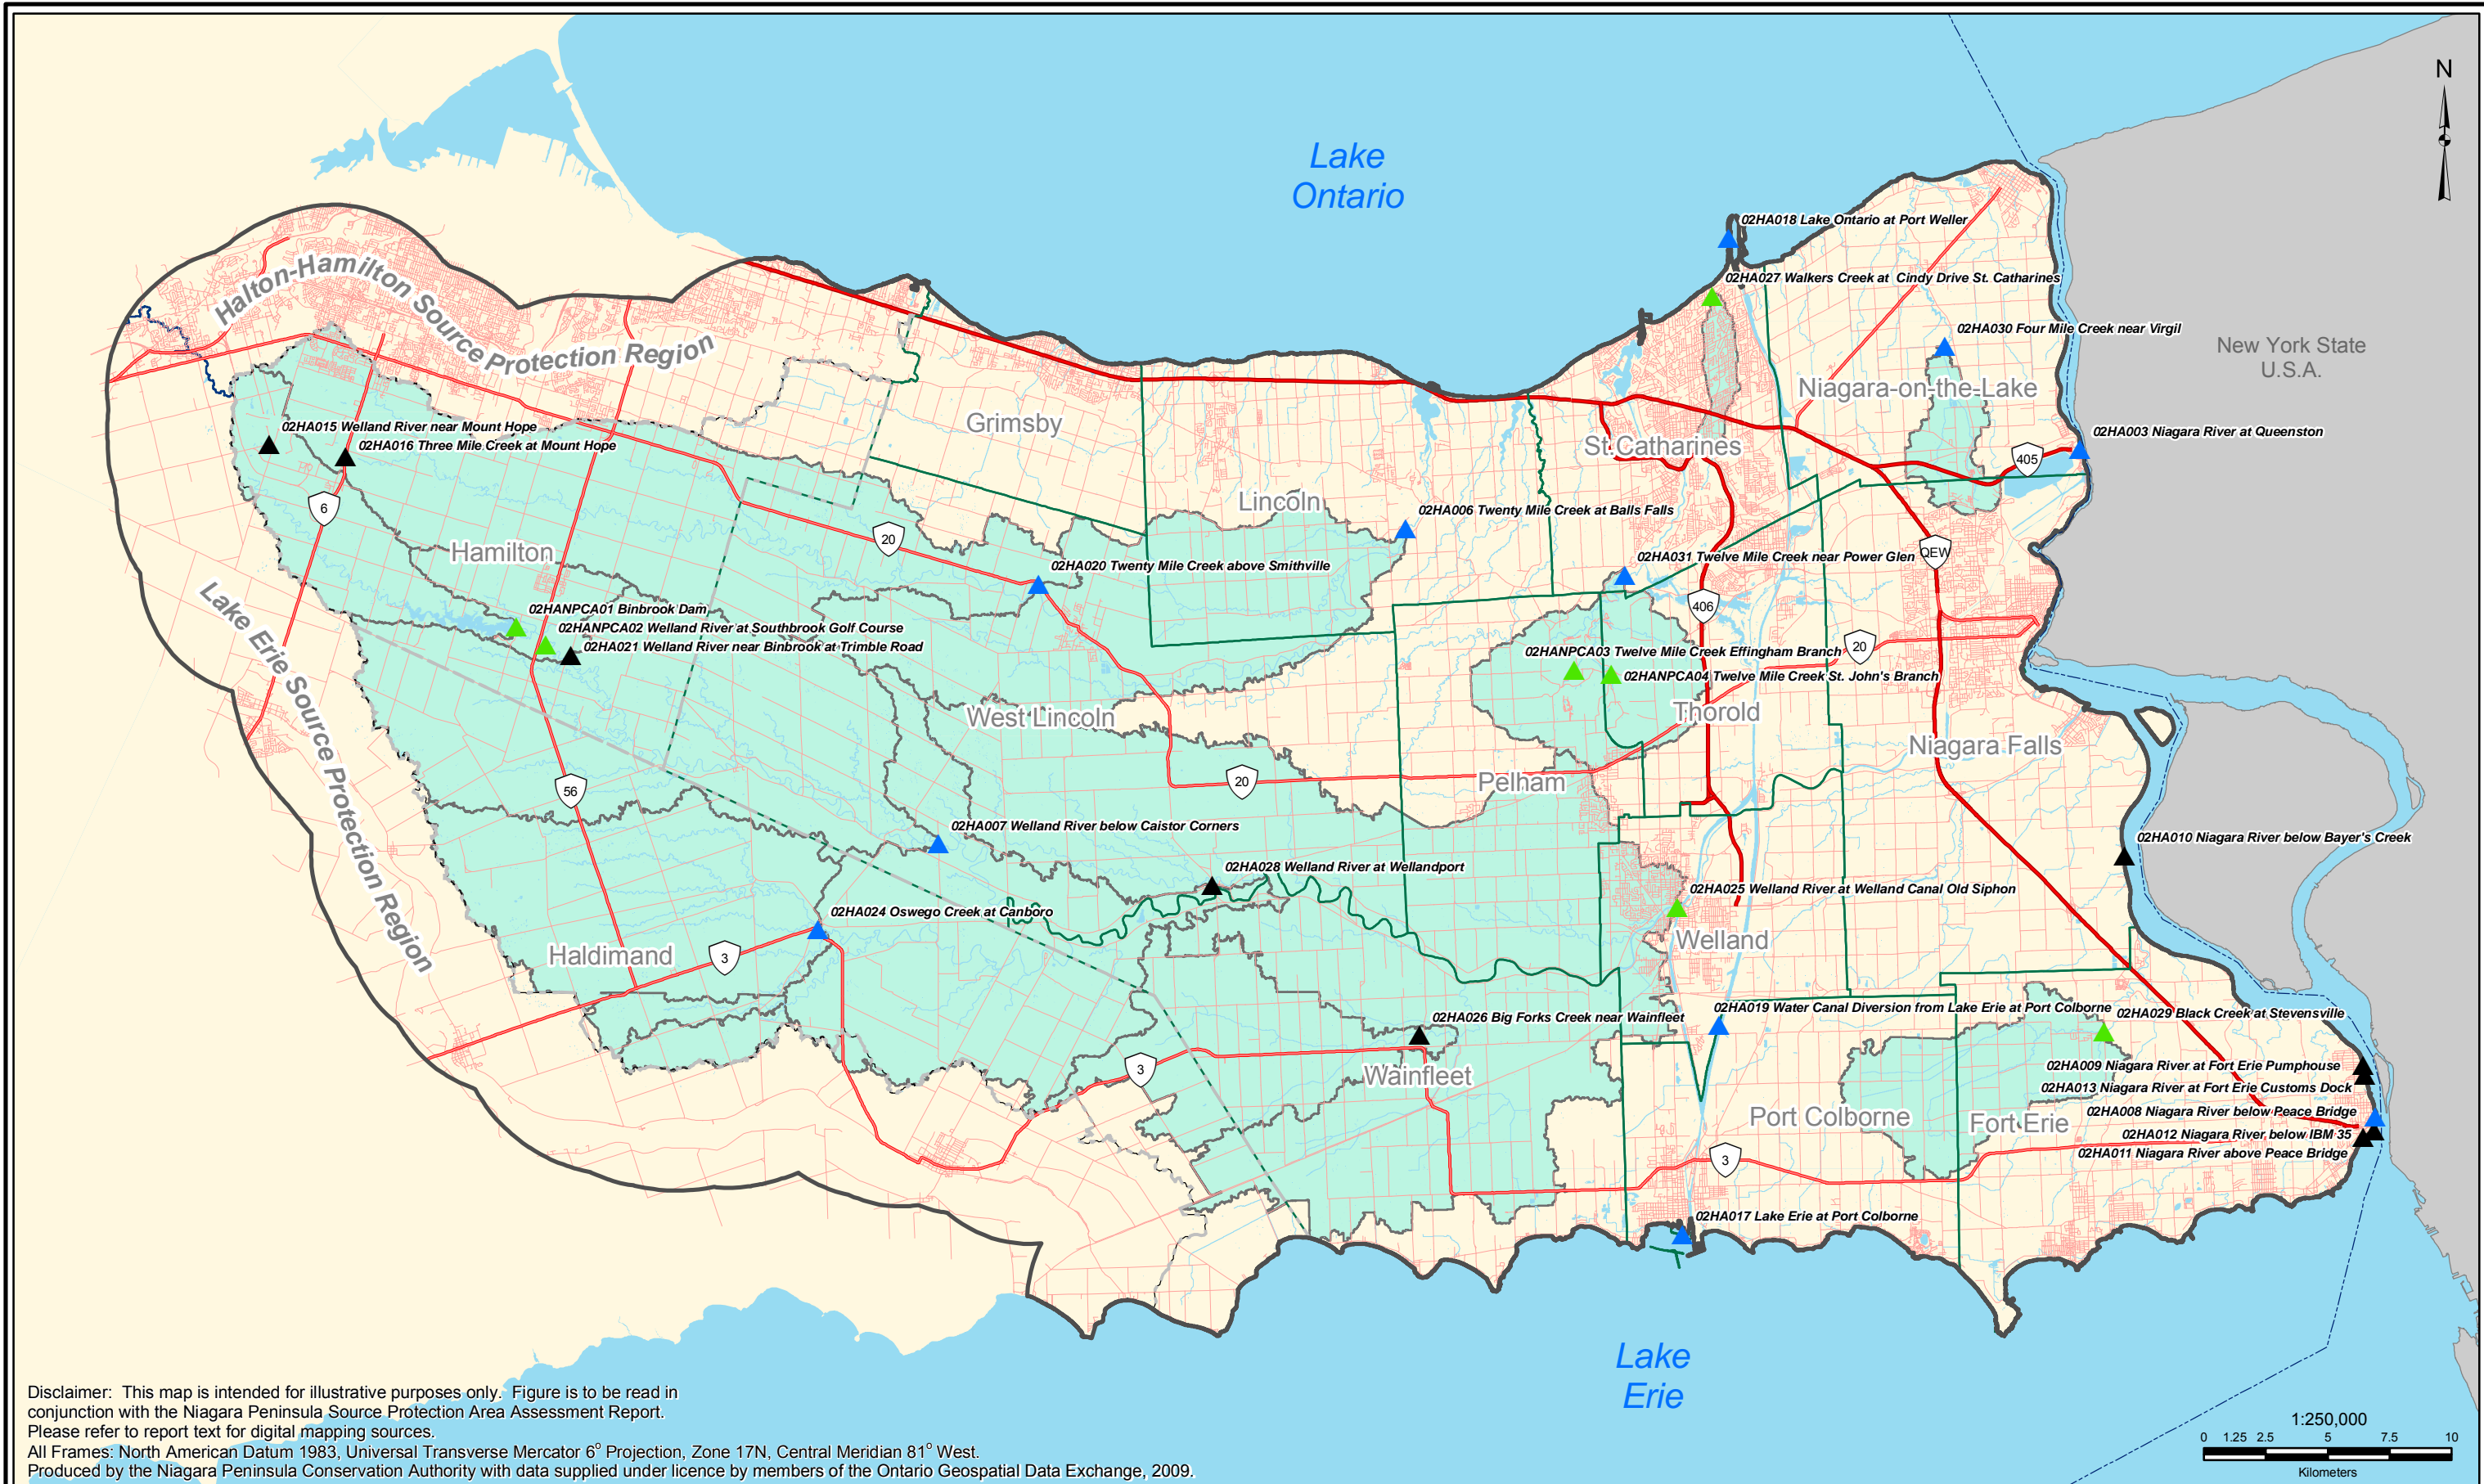 N
Lake
Ontario
02HA018 Lake Ontario at Port Weller
02HA027 Walkers Creek at Cindy Drive St. Catharines
Halton-Hamilton Source Protection Region
02HA030 Four Mile Creek near Virgil
New York State
U.S.A.
Niagara-on-the-Lake
Grimsby
02HA015 Welland River near Mount Hope
02HA016 Three Mile Creek at Mount Hope
02HA003 Niagara River at Queenston
St.Catharines
405
Lincoln
6
02HA006 Twenty Mile Creek at Balls Falls
20
Hamilton
QEW
02HA020 Twenty Mile Creek above Smithville
02HA031 Twelve Mile Creek near Power Glen
406
02HANPCA01 Binbrook Dam
02HANPCA02 Welland River at Southbrook Golf Course
02HA021 Welland River near Binbrook at Trimble Road
20
02HANPCA03 Twelve Mile Creek Effingham Branch
02HANPCA04 Twelve Mile Creek St. John's Branch
Lake Erie Source Protection Region
West Lincoln
Thorold
Niagara Falls
20
Pelham
56
02HA007 Welland River below Caistor Corners
02HA010 Niagara River below Bayer's Creek
02HA028 Welland River at Wellandport
02HA025 Welland River at Welland Canal Old Siphon
02HA024 Oswego Creek at Canboro
Welland
Haldimand
3
02HA019 Water Canal Diversion from Lake Erie at Port Colborne
02HA029 Black Creek at Stevensville
02HA026 Big Forks Creek near Wainfleet
3
Wainfleet
02HA009 Niagara River at Fort Erie Pumphouse
02HA013 Niagara River at Fort Erie Customs Dock
02HA008 Niagara River below Peace Bridge
Port Colborne
Fort Erie
02HA012 Niagara River below IBM 35
02HA011 Niagara River above Peace Bridge
3
02HA017 Lake Erie at Port Colborne
Lake
Erie
Disclaimer: This map is intended for illustrative purposes only. Figure is to be read in
conjunction with the Niagara Peninsula Source Protection Area Assessment Report.
Please refer to report text for digital mapping sources.
All Frames: North American Datum 1983, Universal Transverse Mercator 6° Projection, Zone 17N, Central Meridian 81° West.
Produced by the Niagara Peninsula Conservation Authority with data supplied under licence by members of the Ontario Geospatial Data Exchange, 2009.
1:250,000
0 1.25 2.5 5 7.5 10
Kilometers